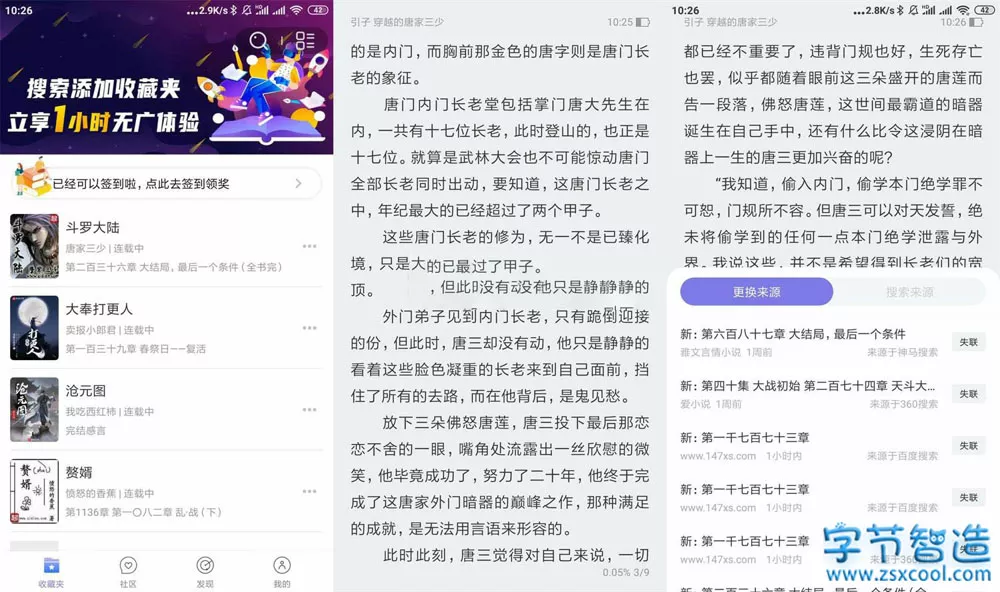 10:26
...2.9K/s
HD
42
搜索添加收藏夹
立享1小时无广体验
已经可以签到啦，点此去签到领奖
斗罗大陆
唐家三少 | 连载中
第二百三十六章 大结局，最后一个条件（全书完）
大奉打更人
卖报小郎君 | 连载中
第一百三十九章 春祭日——复活
沧元图
我吃西红柿 | 连载中
完结感言
赘婿
愤怒的香蕉 | 连载中
第1136章 第一〇八二章 乱·战（下）
收藏夹
社区
发现
我的
引子 穿越的唐家三少
10:25
的是内门，而胸前那金色的唐字则是唐门长
老的象征。
唐门内门长老堂包括掌门唐大先生在
内，一共有十七位长老，此时登山的，也正是
十七位。就算是武林大会也不可能惊动唐门
全部长老同时出动，要知道，这唐门长老之
中，年纪最大的已经超过了两个甲子。
这些唐门长老的修为，无一不是已臻化
境，只是大的已最过了甲子。
顶。
，但此
没有动
他只是静静静的
外门弟子见到内门长老，只有跪倒迎接
的份，但此时，唐三却没有动，他只是静静的
看着这些脸色凝重的长老来到自己面前，挡
住了所有的去路，而在他背后，是鬼见愁。
放下三朵佛怒唐莲，唐三投下最后那恋
恋不舍的一眼，嘴角处流露出一丝欣慰的微
笑，他毕竟成功了，努力了二十年，他终于完
成了这唐家外门暗器的巅峰之作，那种满足
的成就，是无法用言语来形容的。
此时此刻，唐三觉得对自己来说，一切
0.05% 3/9
10:26
...2.8K/s
HD
42
引子 穿越的唐家三少
10:26
都已经不重要了，违背门规也好，生死存亡
也罢，似乎都随着眼前这三朵盛开的唐莲而
告一段落，佛怒唐莲，这世间最霸道的暗器
诞生在自己手中，还有什么比令这浸阴在暗
器上一生的唐三更加兴奋的呢？
“我知道，偷入内门，偷学本门绝学罪不
可恕，门规所不容。但唐三可以对天发誓，绝
未将偷学到的任何一点本门绝学泄露与外
界。我说这些，并不是希望得到长老们的宽
更换来源
搜索来源
新：第六百八十七章 大结局，最后一个条件
雅文言情小说 1周前
来源于神马搜索
失联
新：第四十集 大战初始 第二百七十四章 天斗大...
爱小说 1周前
来源于360搜索
失联
新：第一千七百七十三章
www.147xs.com 1小时内
来源于百度搜索
失联
新：第一千七百七十三章
www.147xs.com 1小时内
来源于百度搜索
失联
新：第一千七百七十三章
www.147xs.com 1小时内
字节智造
www.zsxcool.com